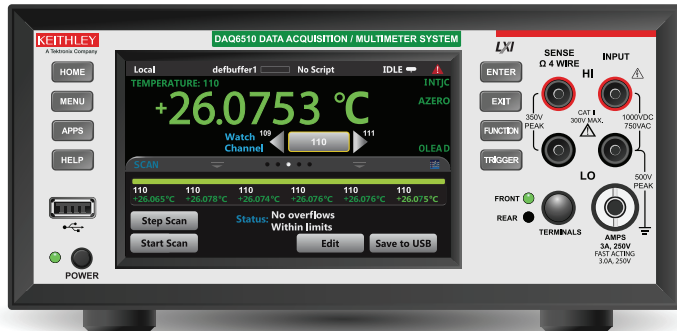 KEITHLEY
A Tektronix Company
DAQ6510 DATA ACQUISITION / MULTIMETER SYSTEM
LXI
HOME
MENU
APPS
HELP
POWER
Local defbuffer1 No Script IDLE
TEMPERATURE: 110 INTJC
+26.0753 °C
AZERO
Watch
Channel
109 110 111
OLEAD
SCAN
110 110 110 110 110 110
+26.065°C +26.078°C +26.074°C +26.076°C +26.076°C +26.075°C
Step Scan
Status: No overflows
Within limits
Start Scan Edit Save to USB
ENTER
EXIT
FUNCTION
TRIGGER
SENSE
Ω 4 WIRE
INPUT
HI
350V
PEAK
CAT II
300V MAX.
1000VDC
750VAC
LO
500V
PEAK
FRONT
REAR
TERMINALS
AMPS
3A, 250V
FAST ACTING
3.0A, 250V